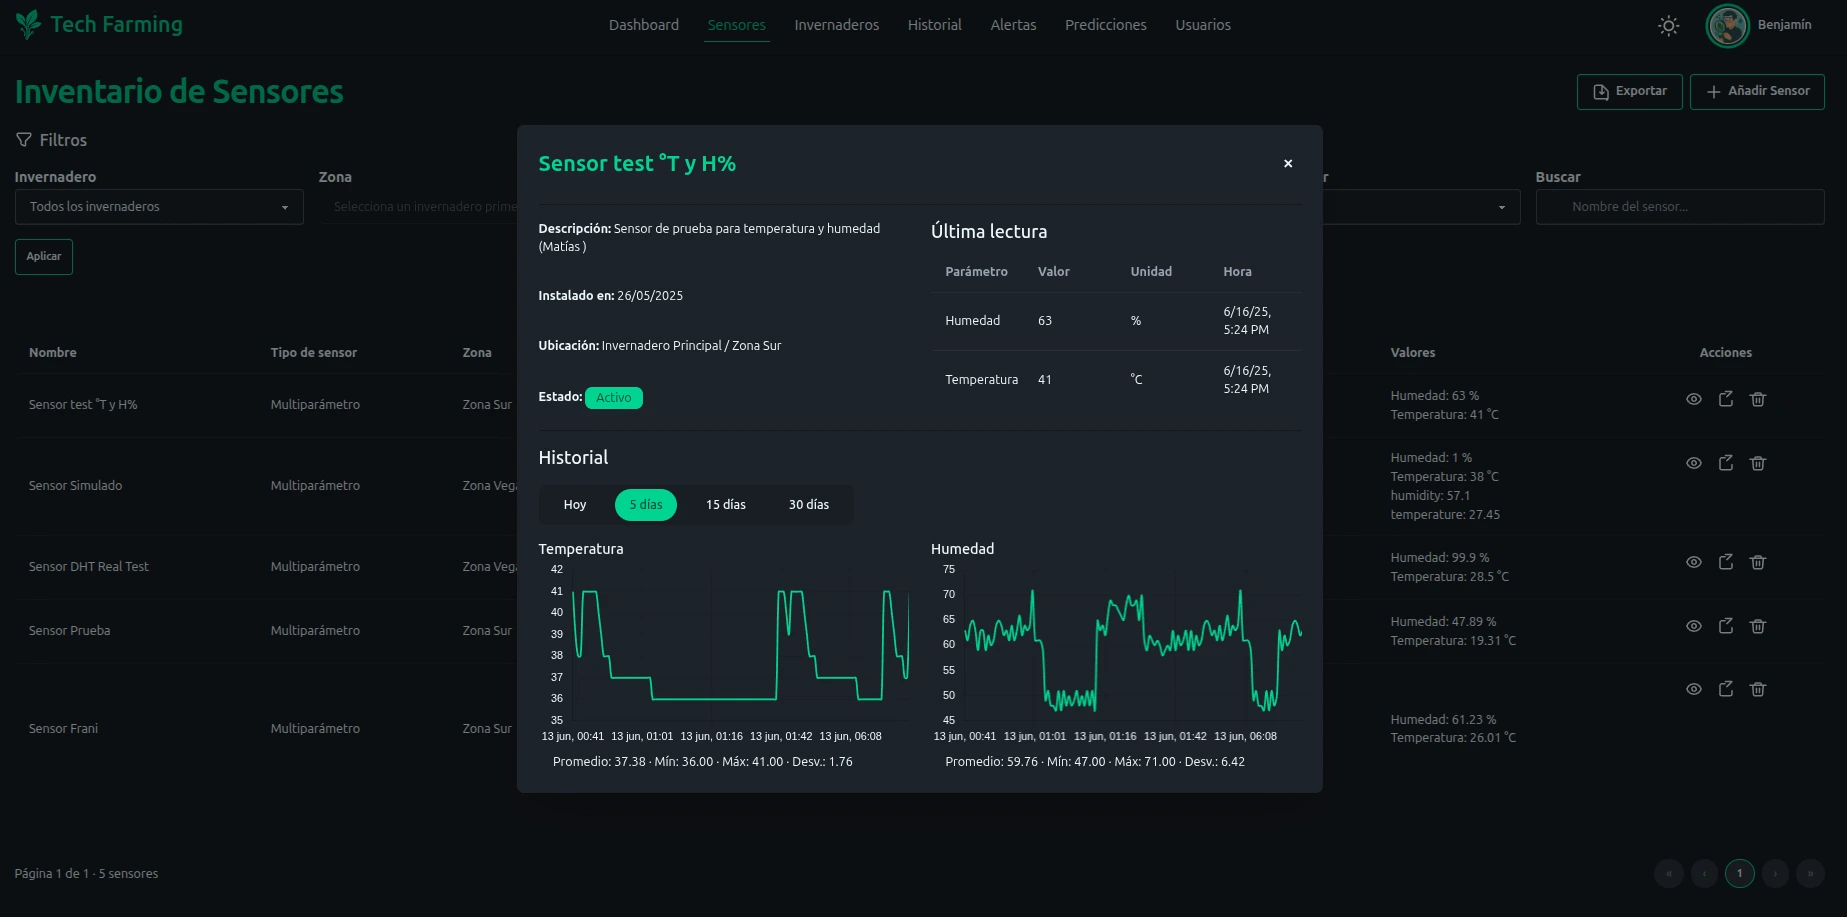 Tech Farming
Dashboard Sensores Invernaderos Historial Alertas Predicciones Usuarios
Benjamín
Inventario de Sensores
Exportar
Añadir Sensor
Filtros
Invernadero
Todos los invernaderos
Zona
Selecciona un invernadero prime
r
Buscar
Nombre del sensor...
Aplicar
Nombre Tipo de sensor Zona Valores Acciones
Sensor test °T y H% Multiparámetro Zona Sur
Humedad: 63 %
Temperatura: 41 °C
Sensor Simulado Multiparámetro Zona Vega
Humedad: 1 %
Temperatura: 38 °C
humidity: 57.1
temperature: 27.45
Sensor DHT Real Test Multiparámetro Zona Vega
Humedad: 99.9 %
Temperatura: 28.5 °C
Sensor Prueba Multiparámetro Zona Sur
Humedad: 47.89 %
Temperatura: 19.31 °C
Sensor Frani Multiparámetro Zona Sur
Humedad: 61.23 %
Temperatura: 26.01 °C
Página 1 de 1 · 5 sensores
« ‹ 1 › »
Sensor test °T y H%
×
Descripción: Sensor de prueba para temperatura y humedad
(Matías )
Instalado en: 26/05/2025
Ubicación: Invernadero Principal / Zona Sur
Estado: Activo
Última lectura
Parámetro Valor Unidad Hora
Humedad 63 % 6/16/25,
5:24 PM
Temperatura 41 °C 6/16/25,
5:24 PM
Historial
Hoy 5 días 15 días 30 días
Temperatura
42
41
40
39
38
37
36
35
13 jun, 00:41 13 jun, 01:01 13 jun, 01:16 13 jun, 01:42 13 jun, 06:08
Promedio: 37.38 · Mín: 36.00 · Máx: 41.00 · Desv.: 1.76
Humedad
75
70
65
60
55
50
45
13 jun, 00:41 13 jun, 01:01 13 jun, 01:16 13 jun, 01:42 13 jun, 06:08
Promedio: 59.76 · Mín: 47.00 · Máx: 71.00 · Desv.: 6.42